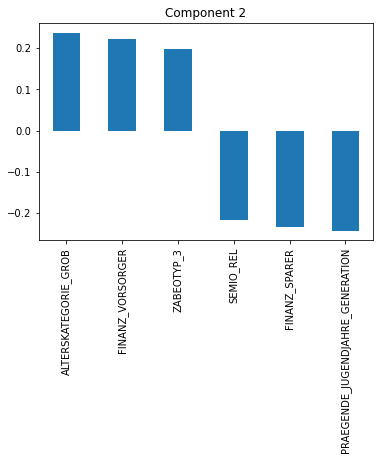 Component 2
0.2
0.1
0.0
−0.1
−0.2
ALTERSKATEGORIE_GROB
FINANZ_VORSORGER
ZABEOTYP_3
SEMIO_REL
FINANZ_SPARER
PRAEGENDE_JUGENDJAHRE_GENERATION